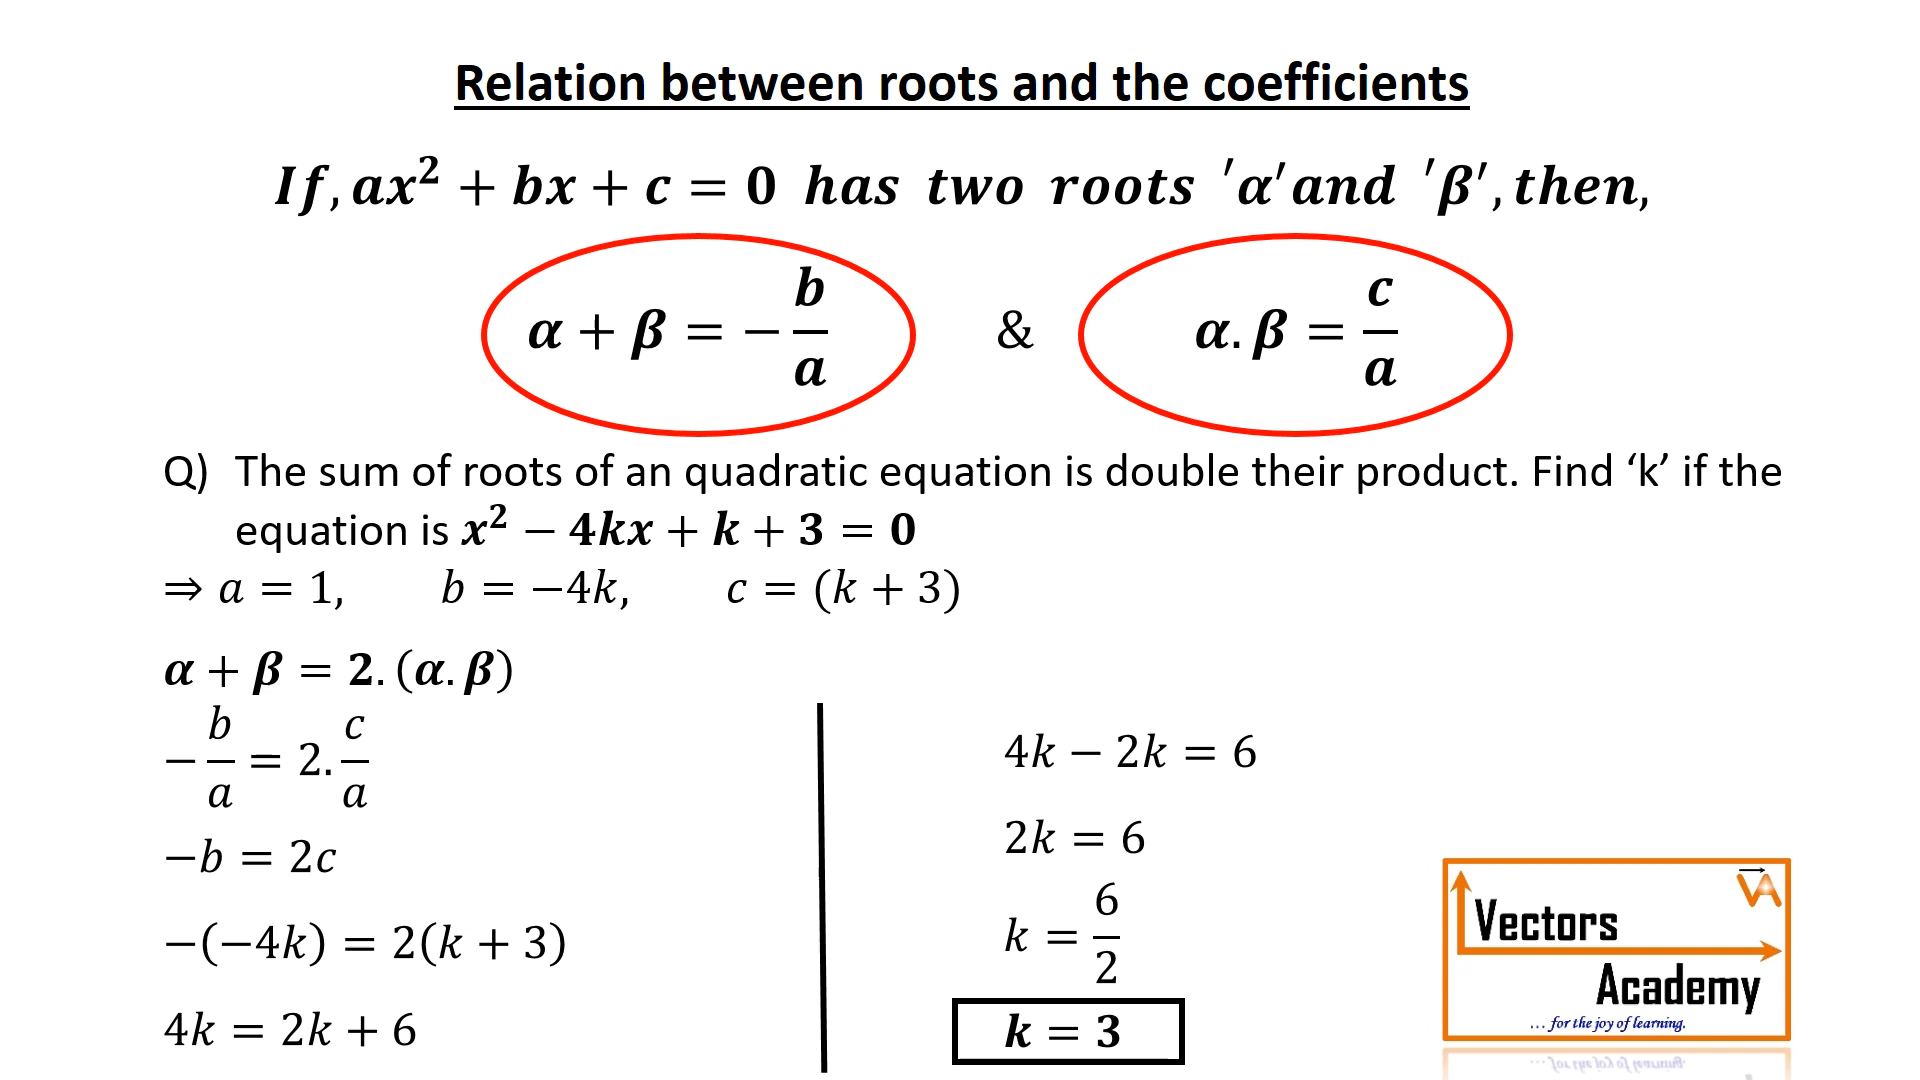 Relation between roots and the coefficients
If, ax² + bx + c = 0 has two roots ′α′and ′β′, then,
α + β = −b/a & α.β = c/a
Q) The sum of roots of an quadratic equation is double their product. Find ‘k’ if the
equation is x² − 4kx + k + 3 = 0
⇒ a = 1, b = −4k, c = (k + 3)
α + β = 2.(α.β)
−b/a = 2.c/a
−b = 2c
−(−4k) = 2(k + 3)
4k = 2k + 6
4k − 2k = 6
2k = 6
k = 6/2
k = 3
VA
Vectors
Academy
... for the joy of learning.